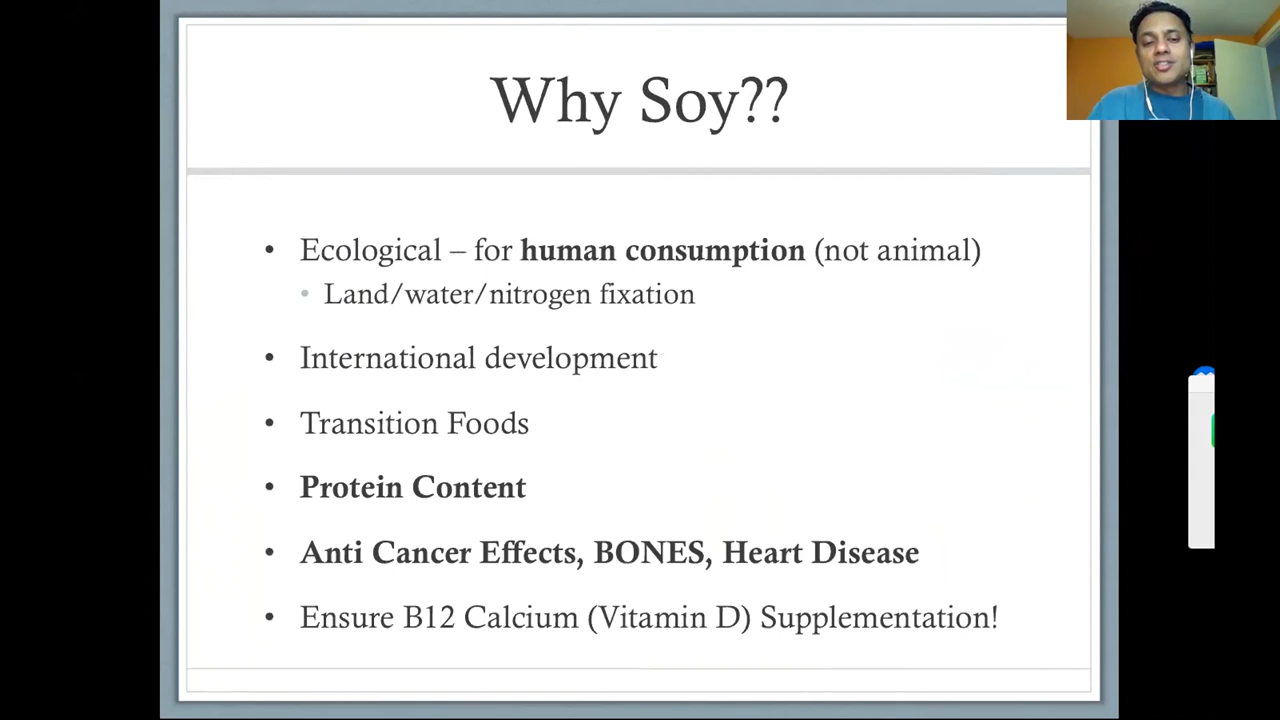 Why Soy??
• Ecological – for human consumption (not animal)
• Land/water/nitrogen fixation
• International development
• Transition Foods
• Protein Content
• Anti Cancer Effects, BONES, Heart Disease
• Ensure B12 Calcium (Vitamin D) Supplementation!